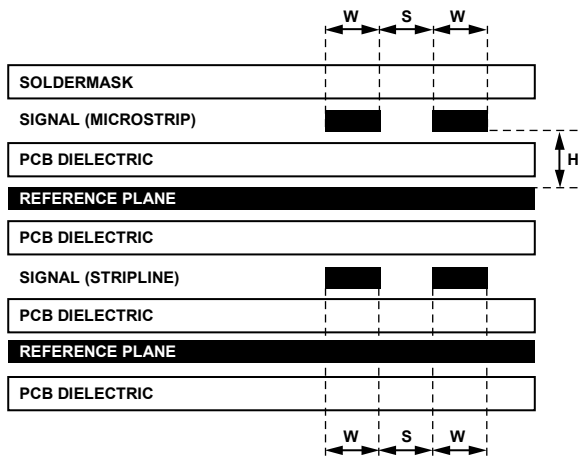 W S W
SOLDERMASK
SIGNAL (MICROSTRIP)
H
PCB DIELECTRIC
REFERENCE PLANE
PCB DIELECTRIC
SIGNAL (STRIPLINE)
PCB DIELECTRIC
REFERENCE PLANE
PCB DIELECTRIC
W S W